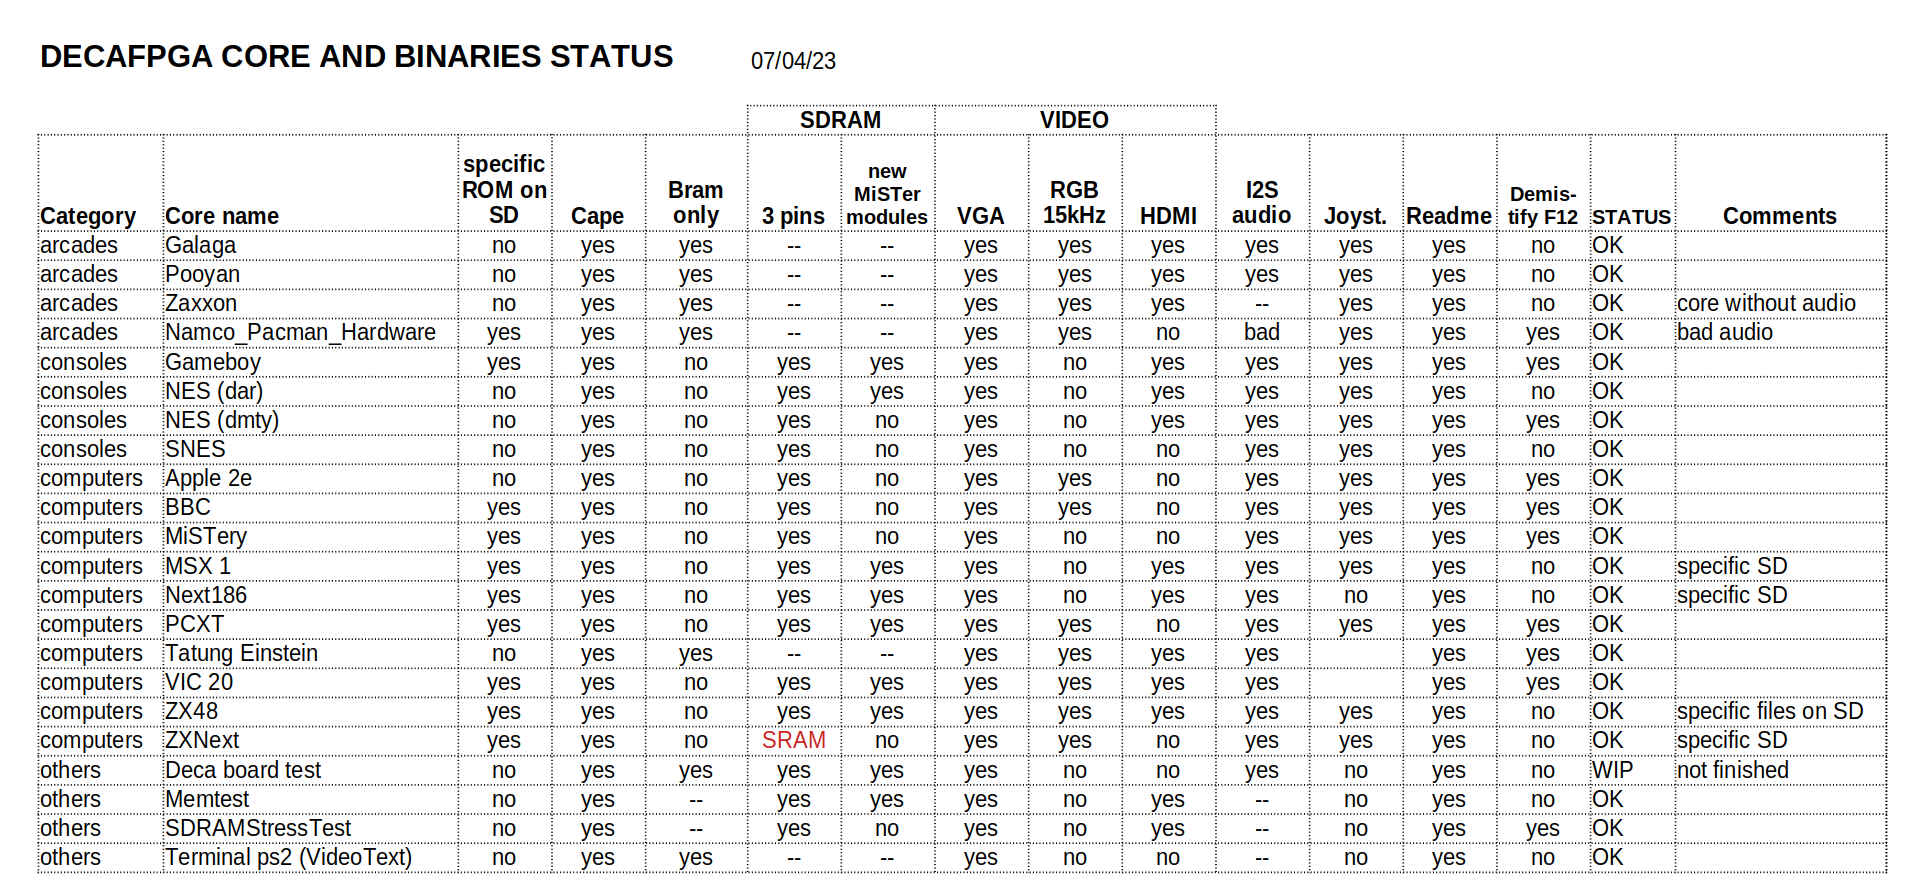 DECAFPGA CORE AND BINARIES STATUS 07/04/23
SDRAM VIDEO
Category Core name specific ROM on SD Cape Bram only 3 pins new MiSTer modules VGA RGB 15kHz HDMI I2S audio Joyst. Readme Demis-tify F12 STATUS Comments
arcades Galaga no yes yes -- -- yes yes yes yes yes yes no OK
arcades Pooyan no yes yes -- -- yes yes yes yes yes yes no OK
arcades Zaxxon no yes yes -- -- yes yes yes -- yes yes no OK core without audio
arcades Namco_Pacman_Hardware yes yes yes -- -- yes yes no bad yes yes yes OK bad audio
consoles Gameboy yes yes no yes yes yes no yes yes yes yes yes OK
consoles NES (dar) no yes no yes yes yes no yes yes yes yes no OK
consoles NES (dmty) no yes no yes no yes no yes yes yes yes yes OK
consoles SNES no yes no yes no yes no no yes yes yes no OK
computers Apple 2e no yes no yes no yes yes no yes yes yes yes OK
computers BBC yes yes no yes no yes yes no yes yes yes yes OK
computers MiSTery yes yes no yes no yes no no yes yes yes yes OK
computers MSX 1 yes yes no yes yes yes no yes yes yes yes no OK specific SD
computers Next186 yes yes no yes yes yes no yes yes no yes no OK specific SD
computers PCXT yes yes no yes yes yes yes no yes yes yes yes OK
computers Tatung Einstein no yes yes -- -- yes yes yes yes yes yes OK
computers VIC 20 yes yes no yes yes yes yes yes yes yes yes OK
computers ZX48 yes yes no yes yes yes yes yes yes yes yes no OK specific files on SD
computers ZXNext yes yes no SRAM no yes yes no yes yes yes no OK specific SD
others Deca board test no yes yes yes yes yes no no yes no yes no WIP not finished
others Memtest no yes -- yes yes yes no yes -- no yes no OK
others SDRAMStressTest no yes -- yes no yes no yes -- no yes yes OK
others Terminal ps2 (VideoText) no yes yes -- -- yes no no -- no yes no OK